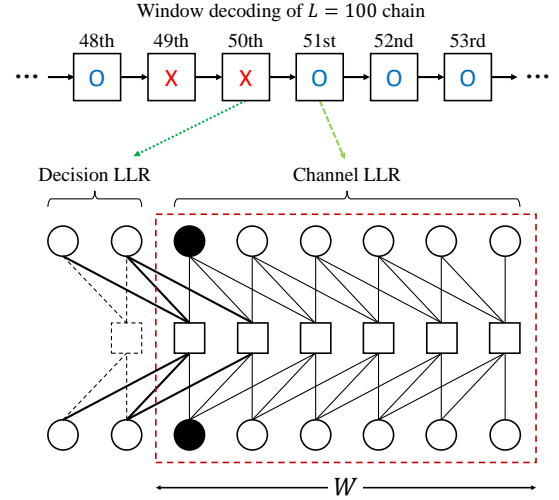 Window decoding of L = 100 chain
48th 49th 50th 51st 52nd 53rd
... O X X O O O ...
Decision LLR Channel LLR
W